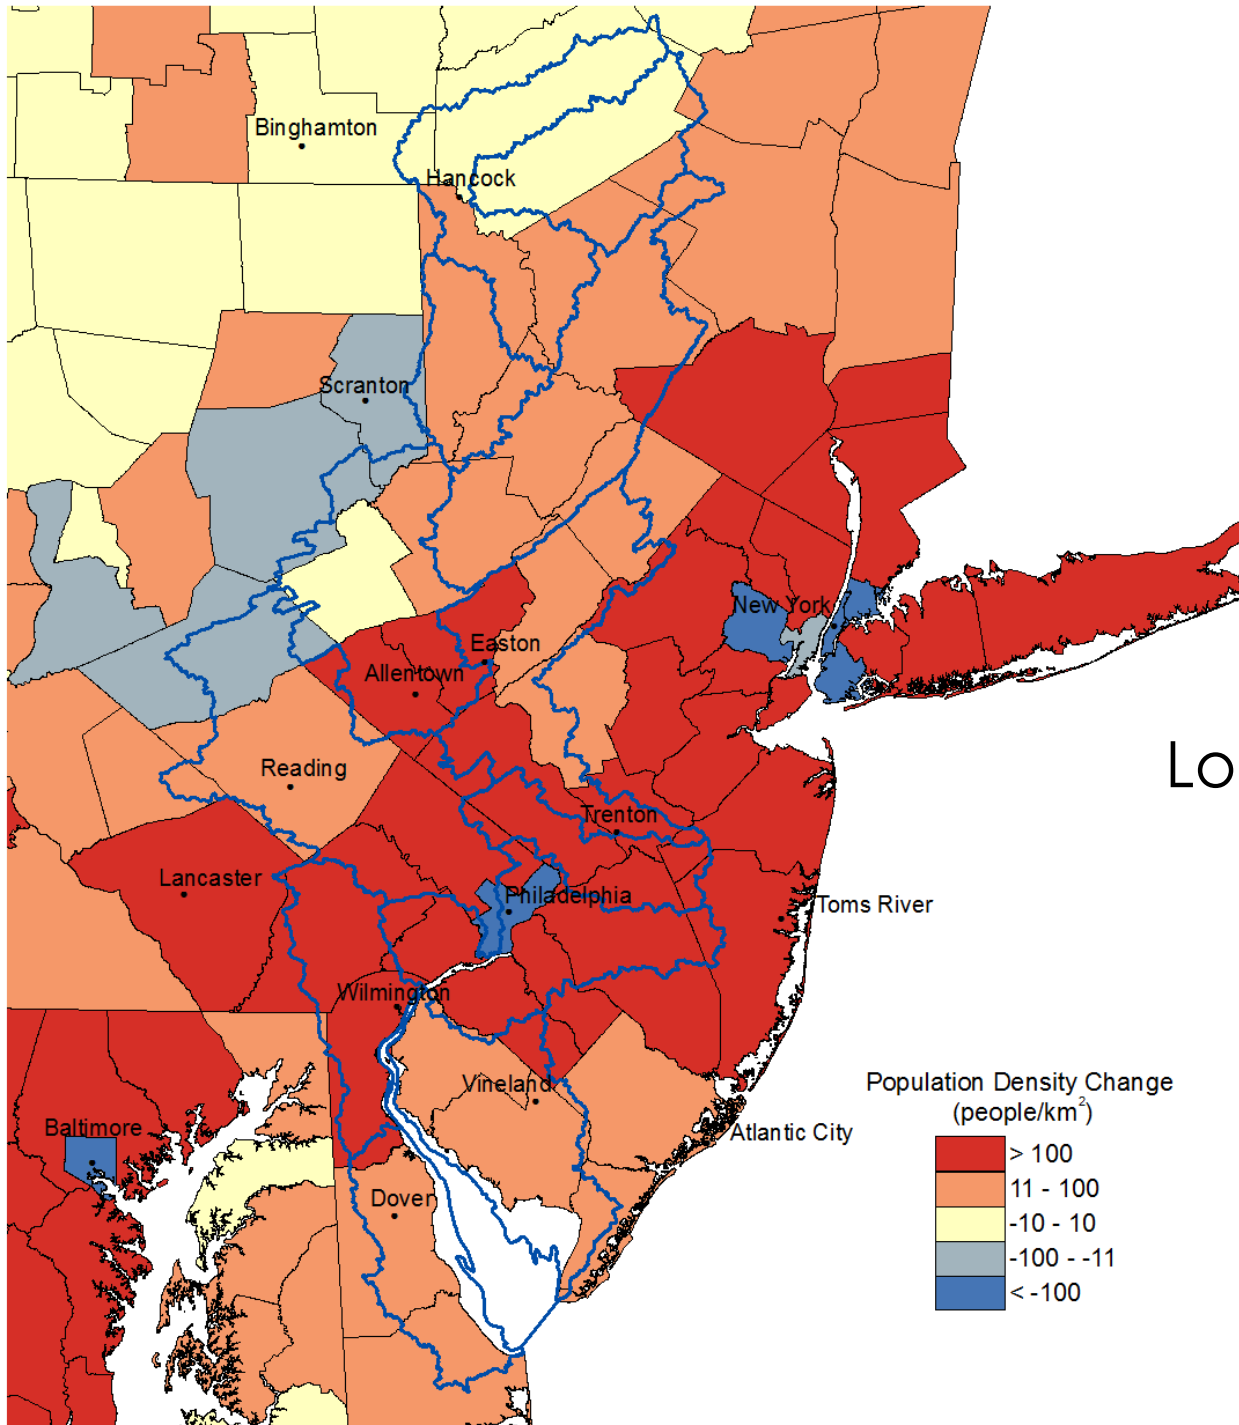 Binghamton
Hancock
Scranton
New York
Easton
Allentown
Lo
Reading
Trenton
Lancaster
Philadelphia
Toms River
Wilmington
Vineland
Baltimore
Atlantic City
Dover
Population Density Change
(people/km²)
> 100
11 - 100
-10 - 10
-100 - -11
< -100